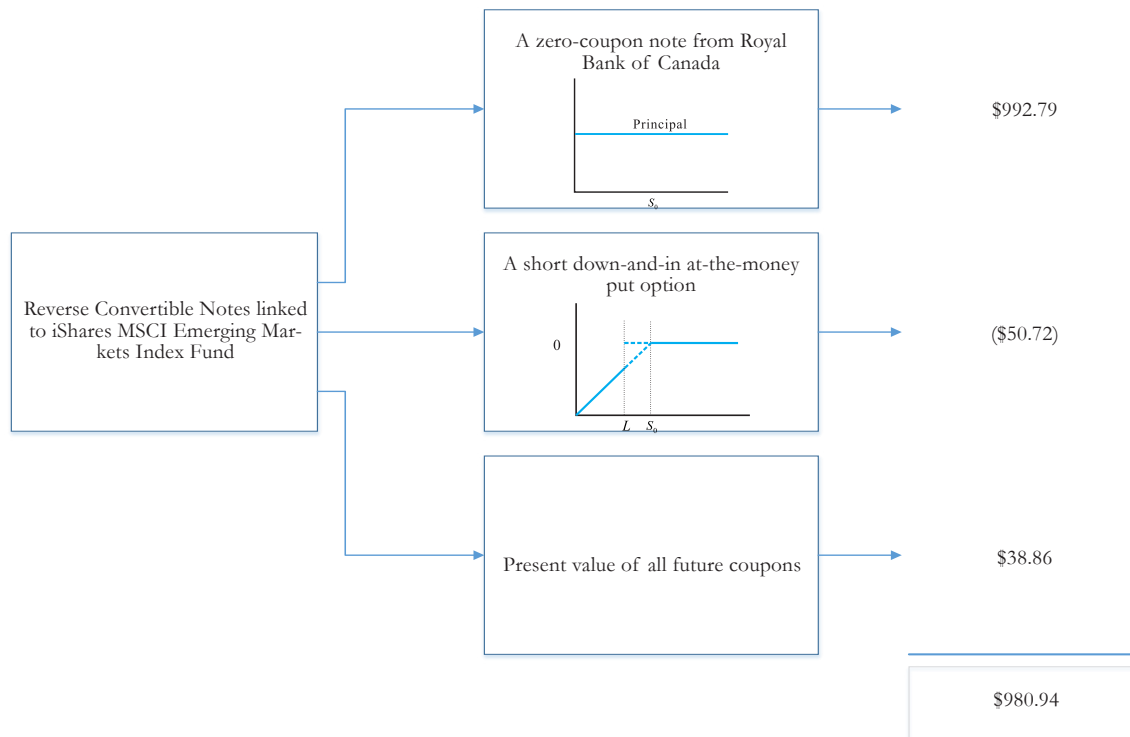 A zero-coupon note from Royal
Bank of Canada
Principal
S₀
$992.79
Reverse Convertible Notes linked
to iShares MSCI Emerging Mar-
kets Index Fund
A short down-and-in at-the-money
put option
0
L S₀
($50.72)
Present value of all future coupons
$38.86
$980.94